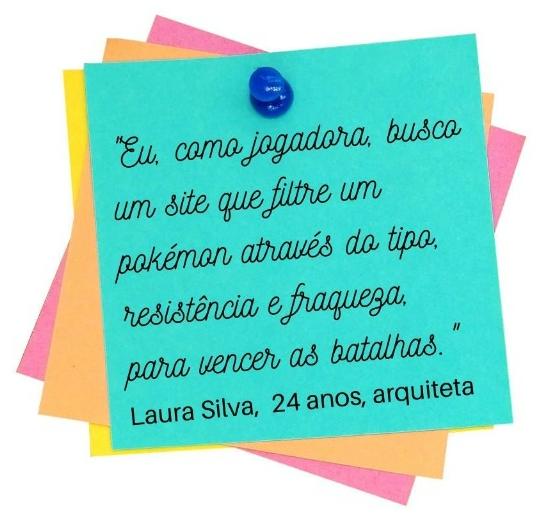 "Eu, como jogadora, busco
um site que filtre um
pokémon através do tipo,
resistência e fraqueza,
para vencer as batalhas."
Laura Silva, 24 anos, arquiteta